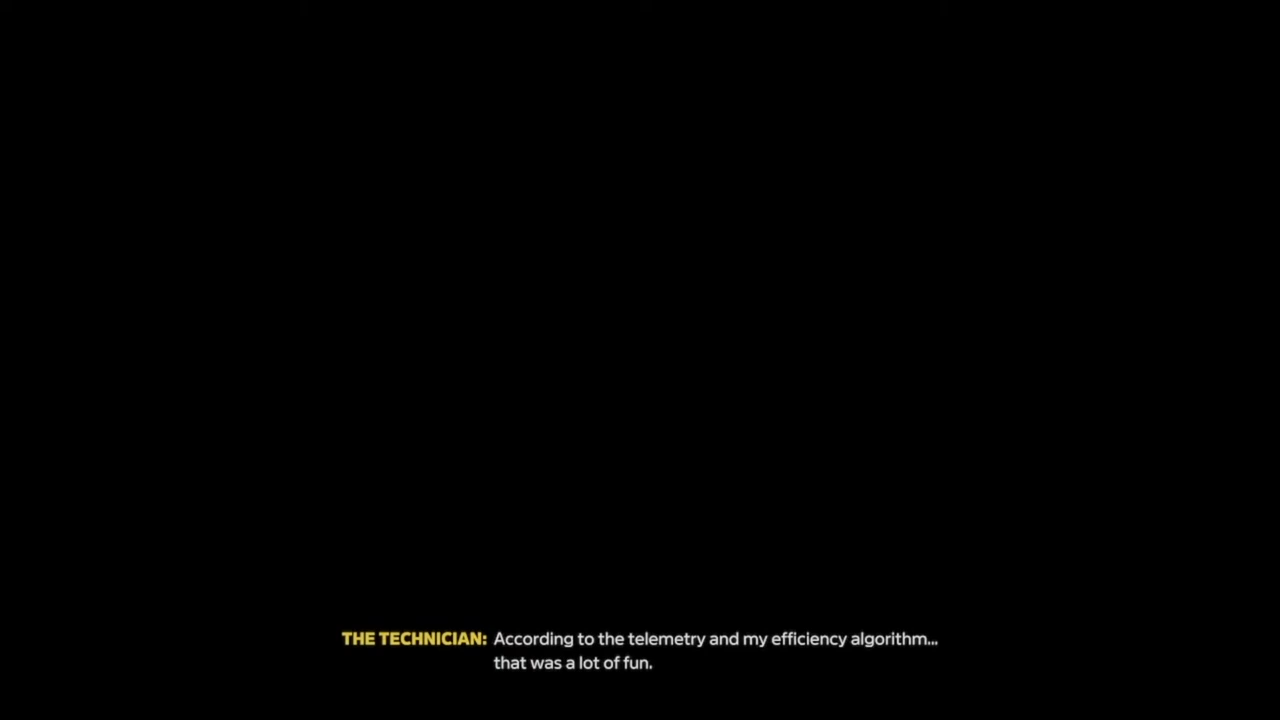 THE TECHNICIAN: According to the telemetry and my efficiency algorithm...
that was a lot of fun.